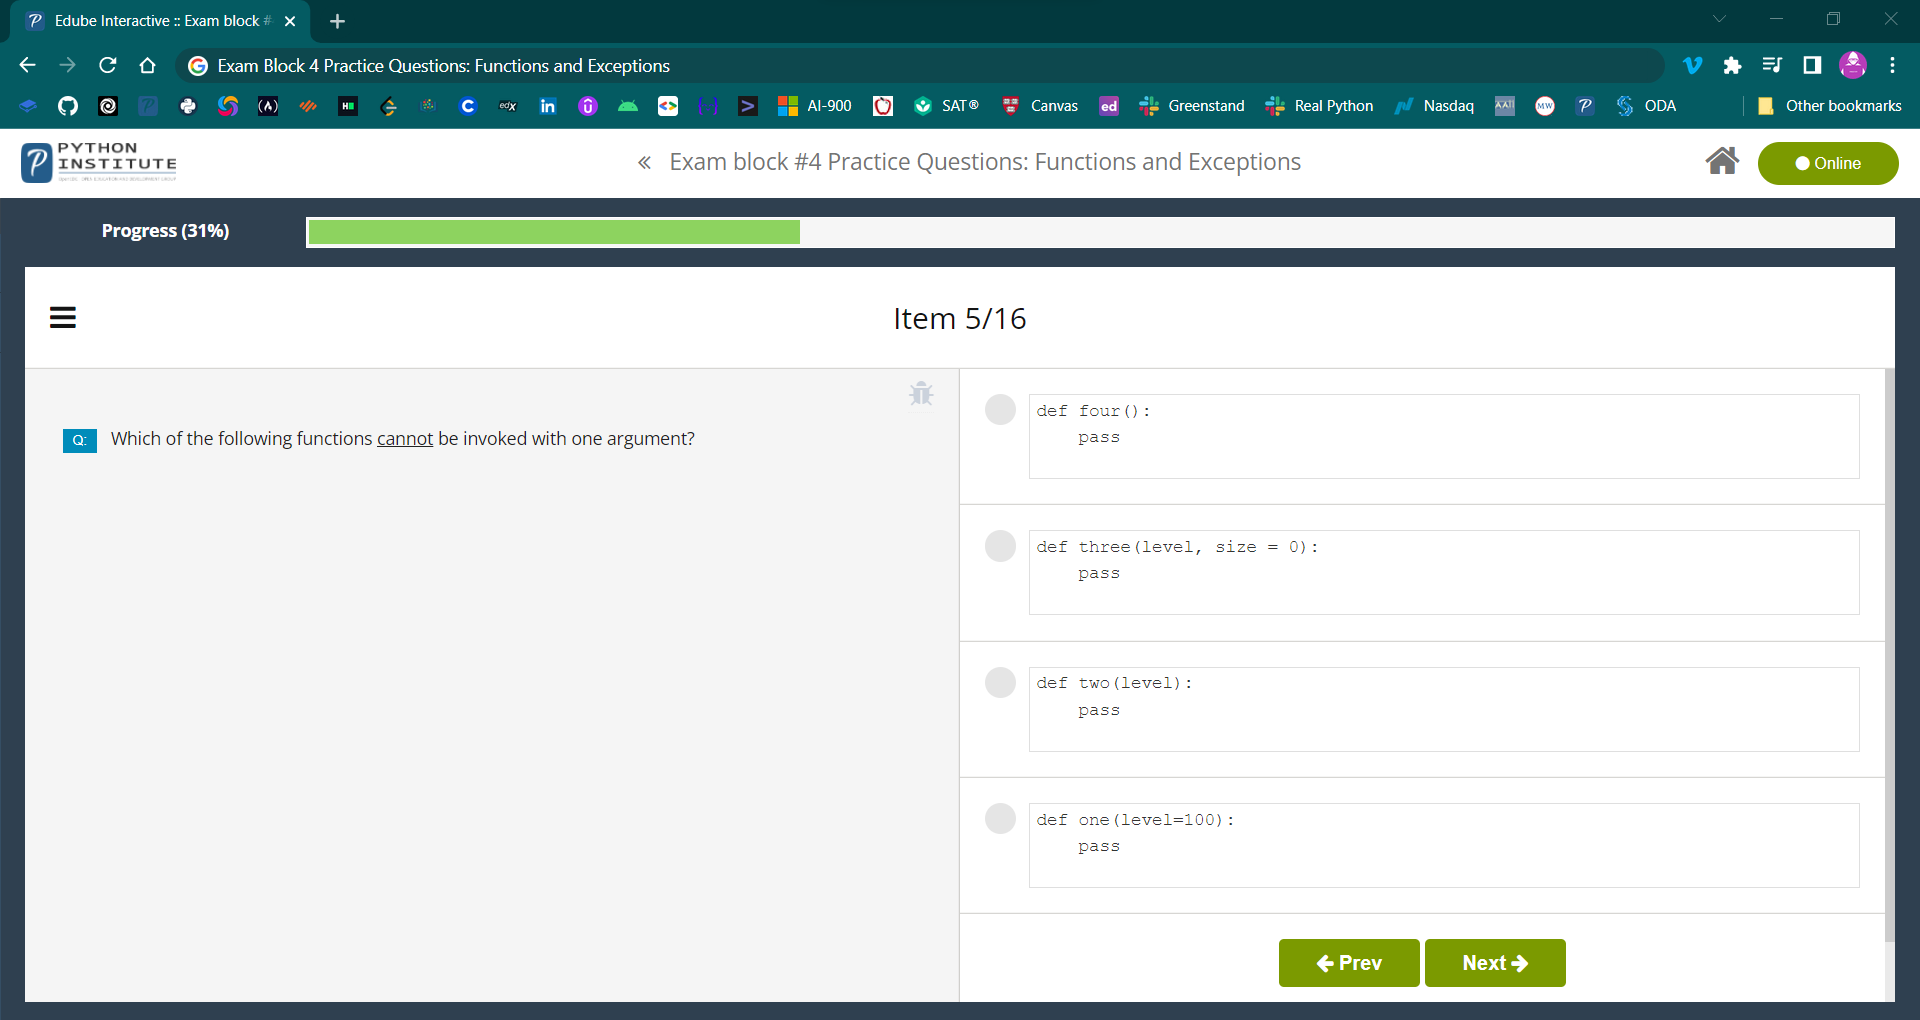 Edube Interactive :: Exam block #
Exam Block 4 Practice Questions: Functions and Exceptions
AI-900
SAT®
Canvas
ed
Greenstand
Real Python
Nasdaq
MW
ODA
Other bookmarks
PYTHON
INSTITUTE
« Exam block #4 Practice Questions: Functions and Exceptions
Online
Progress (31%)
Item 5/16
Q: Which of the following functions cannot be invoked with one argument?
def four():
    pass
def three(level, size = 0):
    pass
def two(level):
    pass
def one(level=100):
    pass
Prev
Next